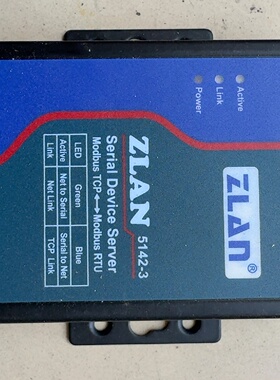 ZLAN®
Active
Link
Power
ZLAN 5142-3
Serial Device Server
Modbus TCP↔Modbus RTU
LED Green Blue
Active Net to Serial Serial to Net
Link Net Link TCP Link